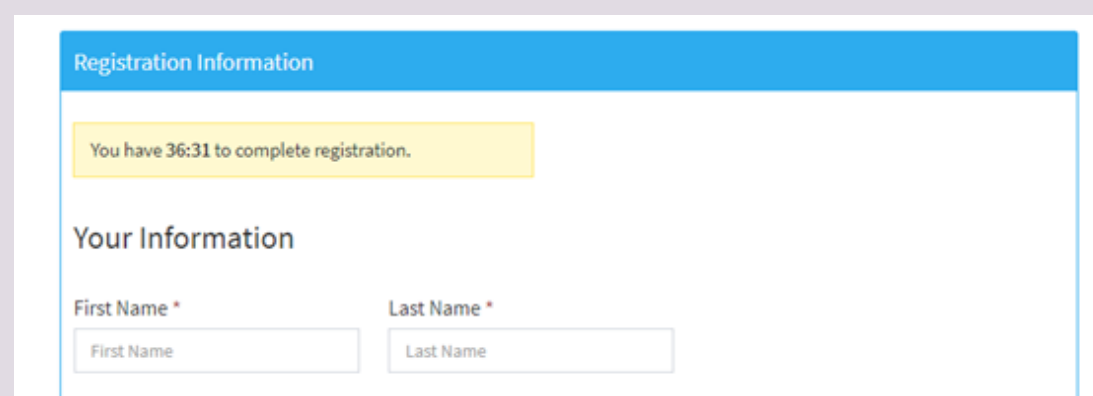 Registration Information
You have 36:31 to complete registration.
Your Information
First Name * Last Name *
First Name Last Name